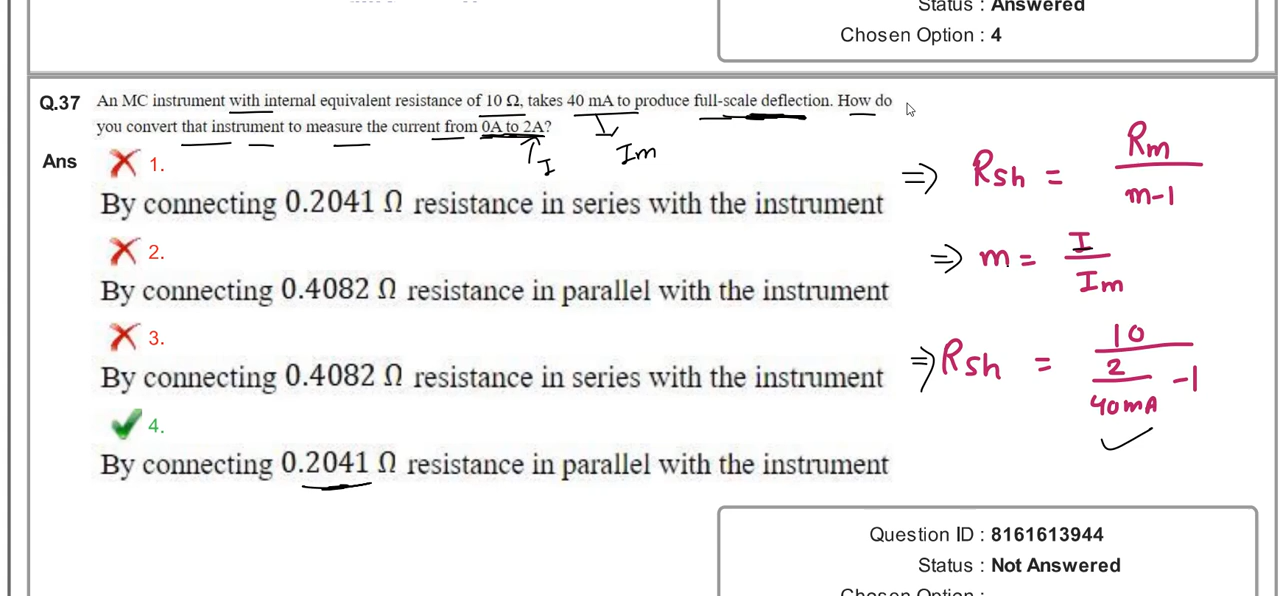 Status : Answered
Chosen Option : 4
Q.37 An MC instrument with internal equivalent resistance of 10 Ω, takes 40 mA to produce full-scale deflection. How do
you convert that instrument to measure the current from 0A to 2A?
I
Im
I
Ans
1.
By connecting 0.2041 Ω resistance in series with the instrument
2.
By connecting 0.4082 Ω resistance in parallel with the instrument
3.
By connecting 0.4082 Ω resistance in series with the instrument
4.
By connecting 0.2041 Ω resistance in parallel with the instrument
⇒ Rsh = Rm / m-1
⇒ m = I / Im
⇒ Rsh = 10 / 2 / 40mA -1
Question ID : 8161613944
Status : Not Answered
Chosen Option :